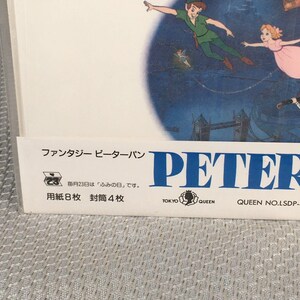 ファンタジー ピーターパン
PETER
毎月23日は「ふみの日」です。
用紙8枚 封筒4枚
TOKYO QUEEN
QUEEN NO.LSDP-